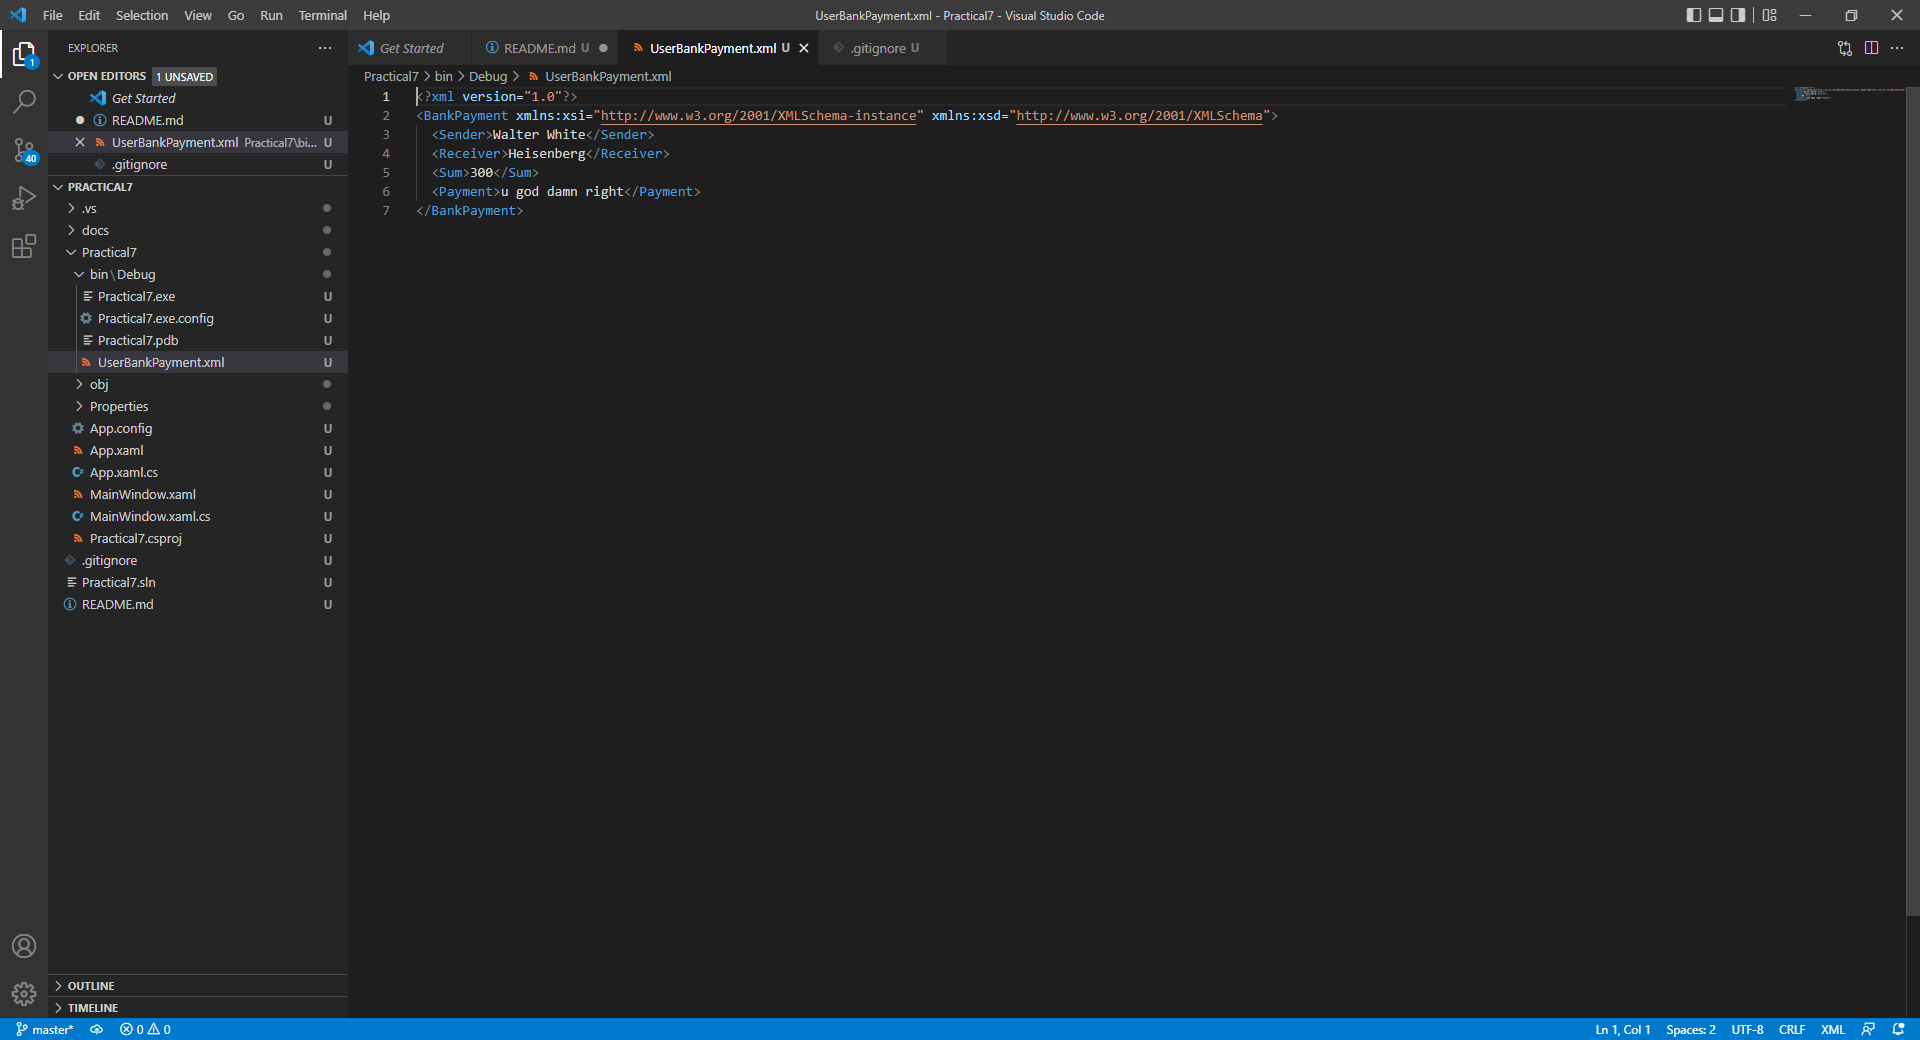 File Edit Selection View Go Run Terminal Help
UserBankPayment.xml - Practical7 - Visual Studio Code
EXPLORER
OPEN EDITORS 1 UNSAVED
Get Started
README.md U
UserBankPayment.xml Practical7\bi... U
.gitignore U
PRACTICAL7
.vs
docs
Practical7
bin\Debug
Practical7.exe U
Practical7.exe.config U
Practical7.pdb U
UserBankPayment.xml U
obj
Properties
App.config U
App.xaml U
App.xaml.cs U
MainWindow.xaml U
MainWindow.xaml.cs U
Practical7.csproj U
.gitignore U
Practical7.sln U
README.md U
OUTLINE
TIMELINE
1
40
Get Started
README.md U
UserBankPayment.xml U
.gitignore U
Practical7 > bin > Debug > UserBankPayment.xml
1 <?xml version="1.0"?>
2 <BankPayment xmlns:xsi="http://www.w3.org/2001/XMLSchema-instance" xmlns:xsd="http://www.w3.org/2001/XMLSchema">
3 <Sender>Walter White</Sender>
4 <Receiver>Heisenberg</Receiver>
5 <Sum>300</Sum>
6 <Payment>u god damn right</Payment>
7 </BankPayment>
master* 0 0
Ln 1, Col 1 Spaces: 2 UTF-8 CRLF XML